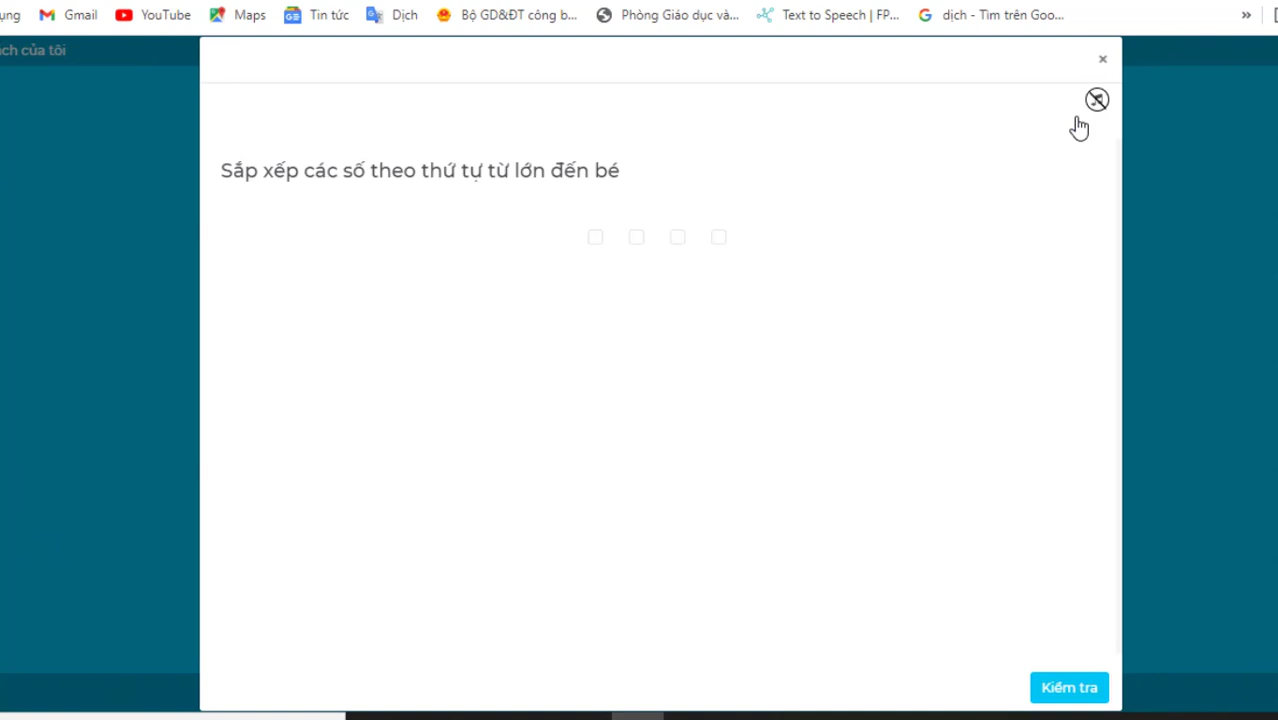 ụng Gmail YouTube Maps Tin tức Dịch Bộ GD&ĐT công b... Phòng Giáo dục và... Text to Speech | FP... dịch - Tìm trên Goo... »
ch của tôi
×
Sắp xếp các số theo thứ tự từ lớn đến bé
Kiểm tra